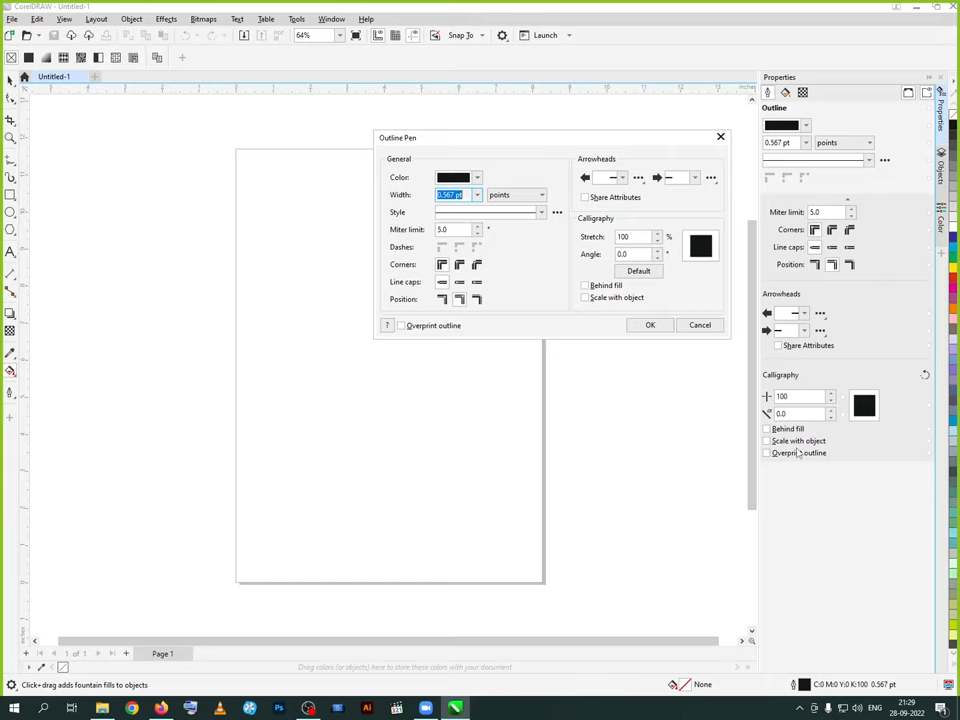 CorelDRAW - Untitled-1
File Edit View Layout Object Effects Bitmaps Text Table Tools Window Help
64% Snap To Launch
Untitled-1
inches
Outline Pen
General
Color:
Width: 0.567 pt points
Style
Miter limit: 5.0 °
Dashes:
Corners:
Line caps:
Position:
? Overprint outline
Arrowheads
Share Attributes
Calligraphy
Stretch: 100 %
Angle: 0.0 °
Default
Behind fill
Scale with object
OK Cancel
Properties
Outline
0.567 pt points
Miter limit: 5.0
Corners:
Line caps:
Position:
Arrowheads
Share Attributes
Calligraphy
100
0.0
Behind fill
Scale with object
Overprint outline
Properties
Objects
Color
1 of 1 Page 1
Drag colors (or objects) here to store these colors with your document
Click+drag adds fountain fills to objects
None
C:0 M:0 Y:0 K:100 0.567 pt
Ps
Ai
ENG
21:29
28-09-2022